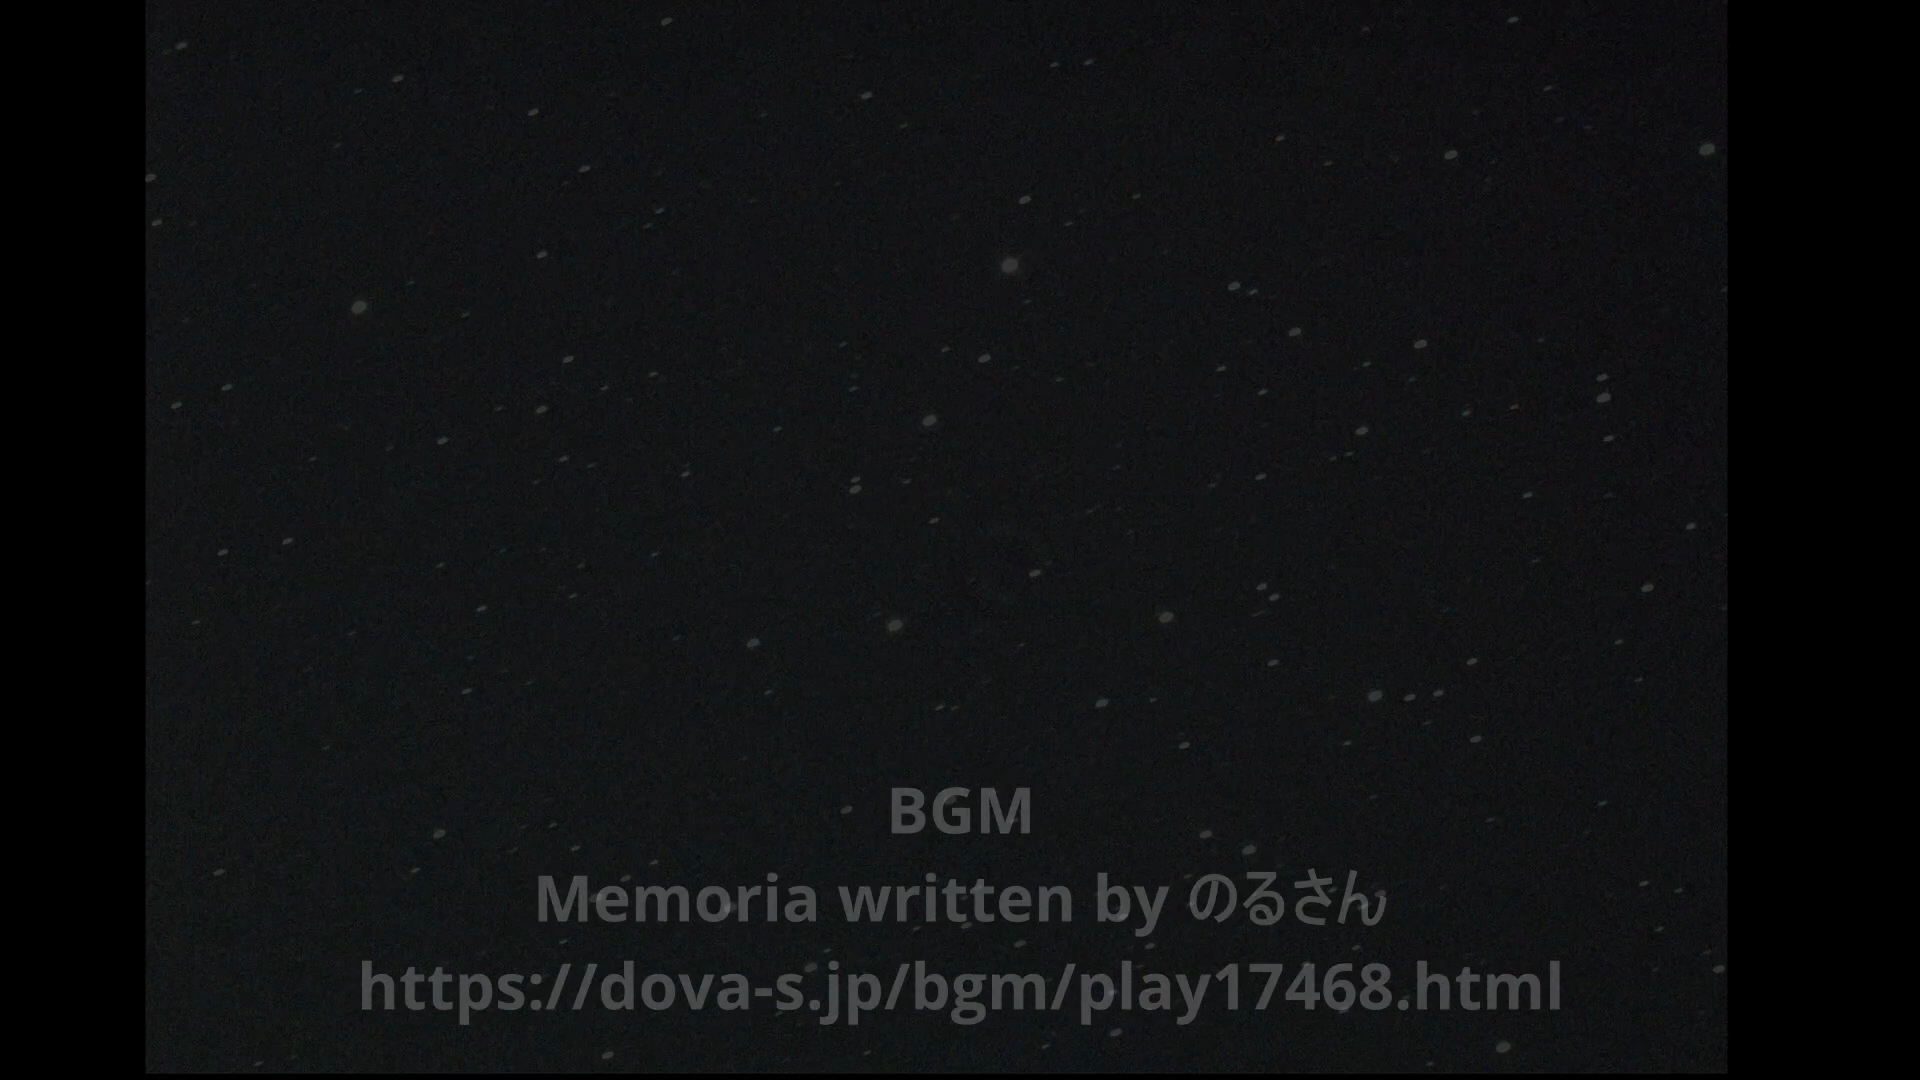 BGM
Memoria written by のるさん
https://dova-s.jp/bgm/play17468.html